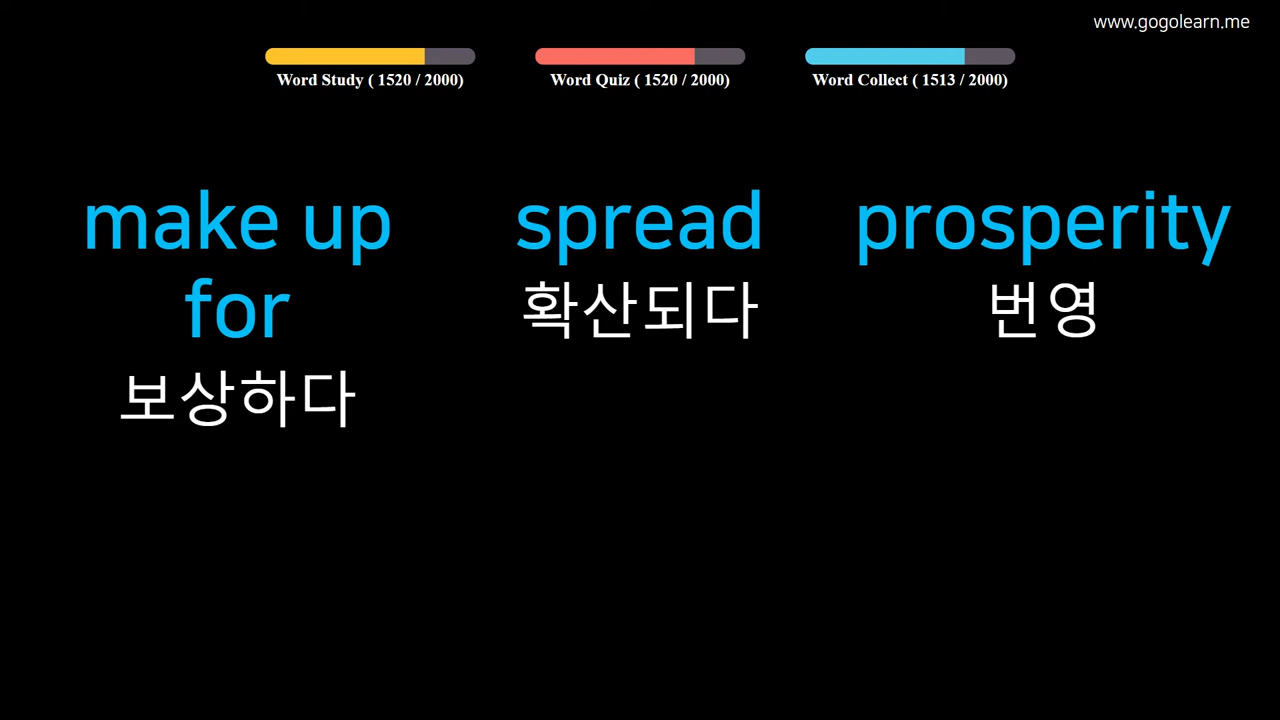 www.gogolearn.me
Word Study ( 1520 / 2000)
Word Quiz ( 1520 / 2000)
Word Collect ( 1513 / 2000)
make up
for
보상하다
spread
확산되다
prosperity
번영